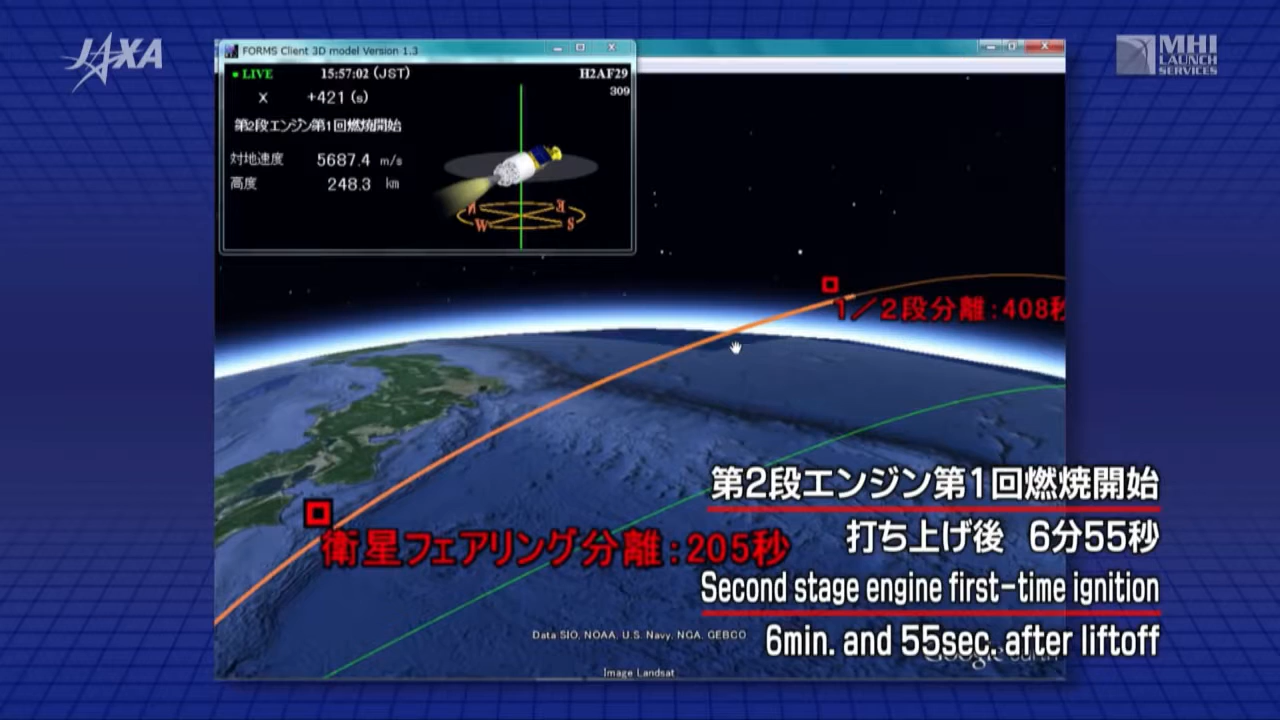 JAXA
MHI
LAUNCH
SERVICES
FORMS Client 3D model Version 1.3
LIVE 15:57:02 (JST) H2AF29
X +421 (s) 309
第2段エンジン第1回燃焼開始
対地速度 5687.4 m/s
高度 248.3 km
N E
W S
1/2段分離:408秒
衛星フェアリング分離:205秒
第2段エンジン第1回燃焼開始
打ち上げ後 6分55秒
Second stage engine first-time ignition
6min. and 55sec. after liftoff
Data SIO, NOAA, U.S. Navy, NGA, GEBCO
Google earth
Image Landsat